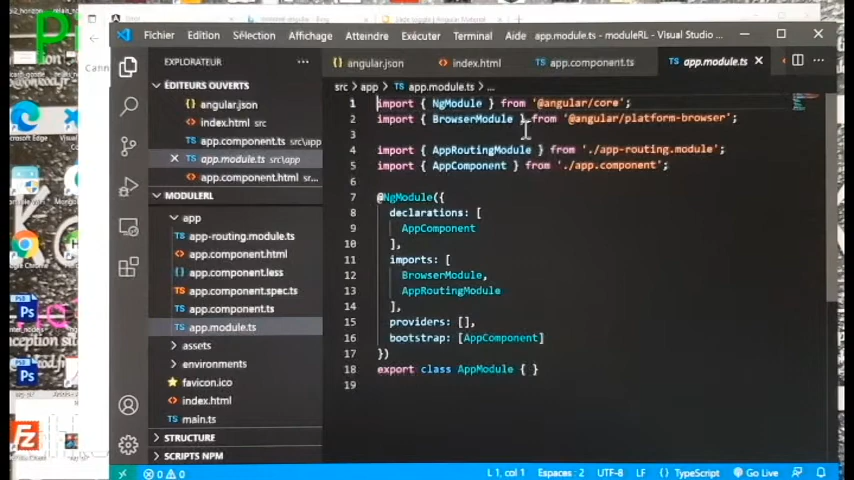 Fichier Edition Sélection Affichage Atteindre Exécuter Terminal Aide app.module.ts - moduleRL - Visual Studio ...
EXPLORATEUR
ÉDITEURS OUVERTS
angular.json
index.html src
app.component.ts src\app
app.module.ts src\app
app.component.html sr...
MODULERL
app
app-routing.module.ts
app.component.html
app.component.less
app.component.spec.ts
app.component.ts
app.module.ts
assets
environments
favicon.ico
index.html
main.ts
STRUCTURE
SCRIPTS NPM
angular.json index.html app.component.ts app.module.ts
src > app > app.module.ts > ...
1 import { NgModule } from '@angular/core';
2 import { BrowserModule } from '@angular/platform-browser';
3
4 import { AppRoutingModule } from './app-routing.module';
5 import { AppComponent } from './app.component';
6
7 @NgModule({
8 declarations: [
9 AppComponent
10 ],
11 imports: [
12 BrowserModule,
13 AppRoutingModule
14 ],
15 providers: [],
16 bootstrap: [AppComponent]
17 })
18 export class AppModule { }
19
0 0 L 1, col 1 Espaces : 2 UTF-8 LF TypeScript Go Live